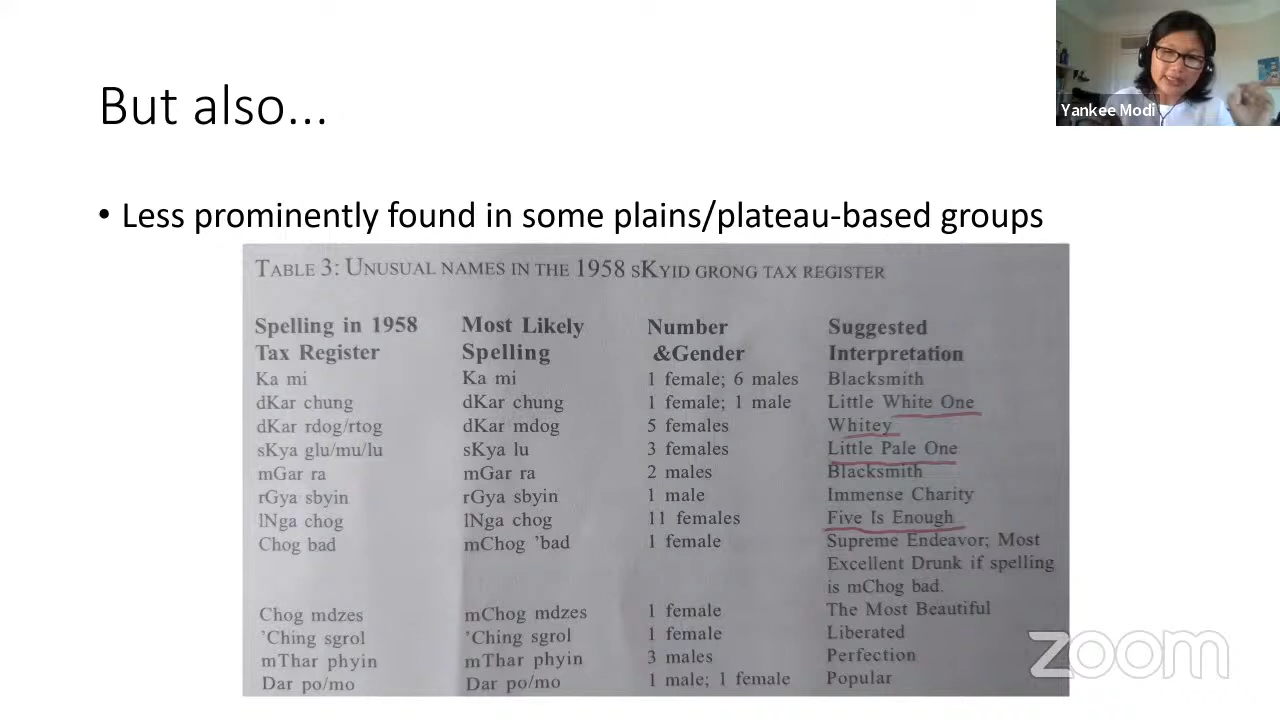 But also...
Yankee Modi
• Less prominently found in some plains/plateau-based groups
TABLE 3: UNUSUAL NAMES IN THE 1958 SKYID GRONG TAX REGISTER
Spelling in 1958 Most Likely Number Suggested
Tax Register Spelling &Gender Interpretation
Ka mi Ka mi 1 female; 6 males Blacksmith
dKar chung dKar chung 1 female; 1 male Little White One
dKar rdog/rtog dKar mdog 5 females Whitey
sKya glu/mu/lu sKya lu 3 females Little Pale One
mGar ra mGar ra 2 males Blacksmith
rGya sbyin rGya sbyin 1 male Immense Charity
lNga chog lNga chog 11 females Five Is Enough
Chog bad mChog 'bad 1 female Supreme Endeavor; Most
Excellent Drunk if spelling
is mChog bad.
Chog mdzes mChog mdzes 1 female The Most Beautiful
'Ching sgrol 'Ching sgrol 1 female Liberated
mThar phyin mThar phyin 3 males Perfection
Dar po/mo Dar po/mo 1 male; 1 female Popular
zoom